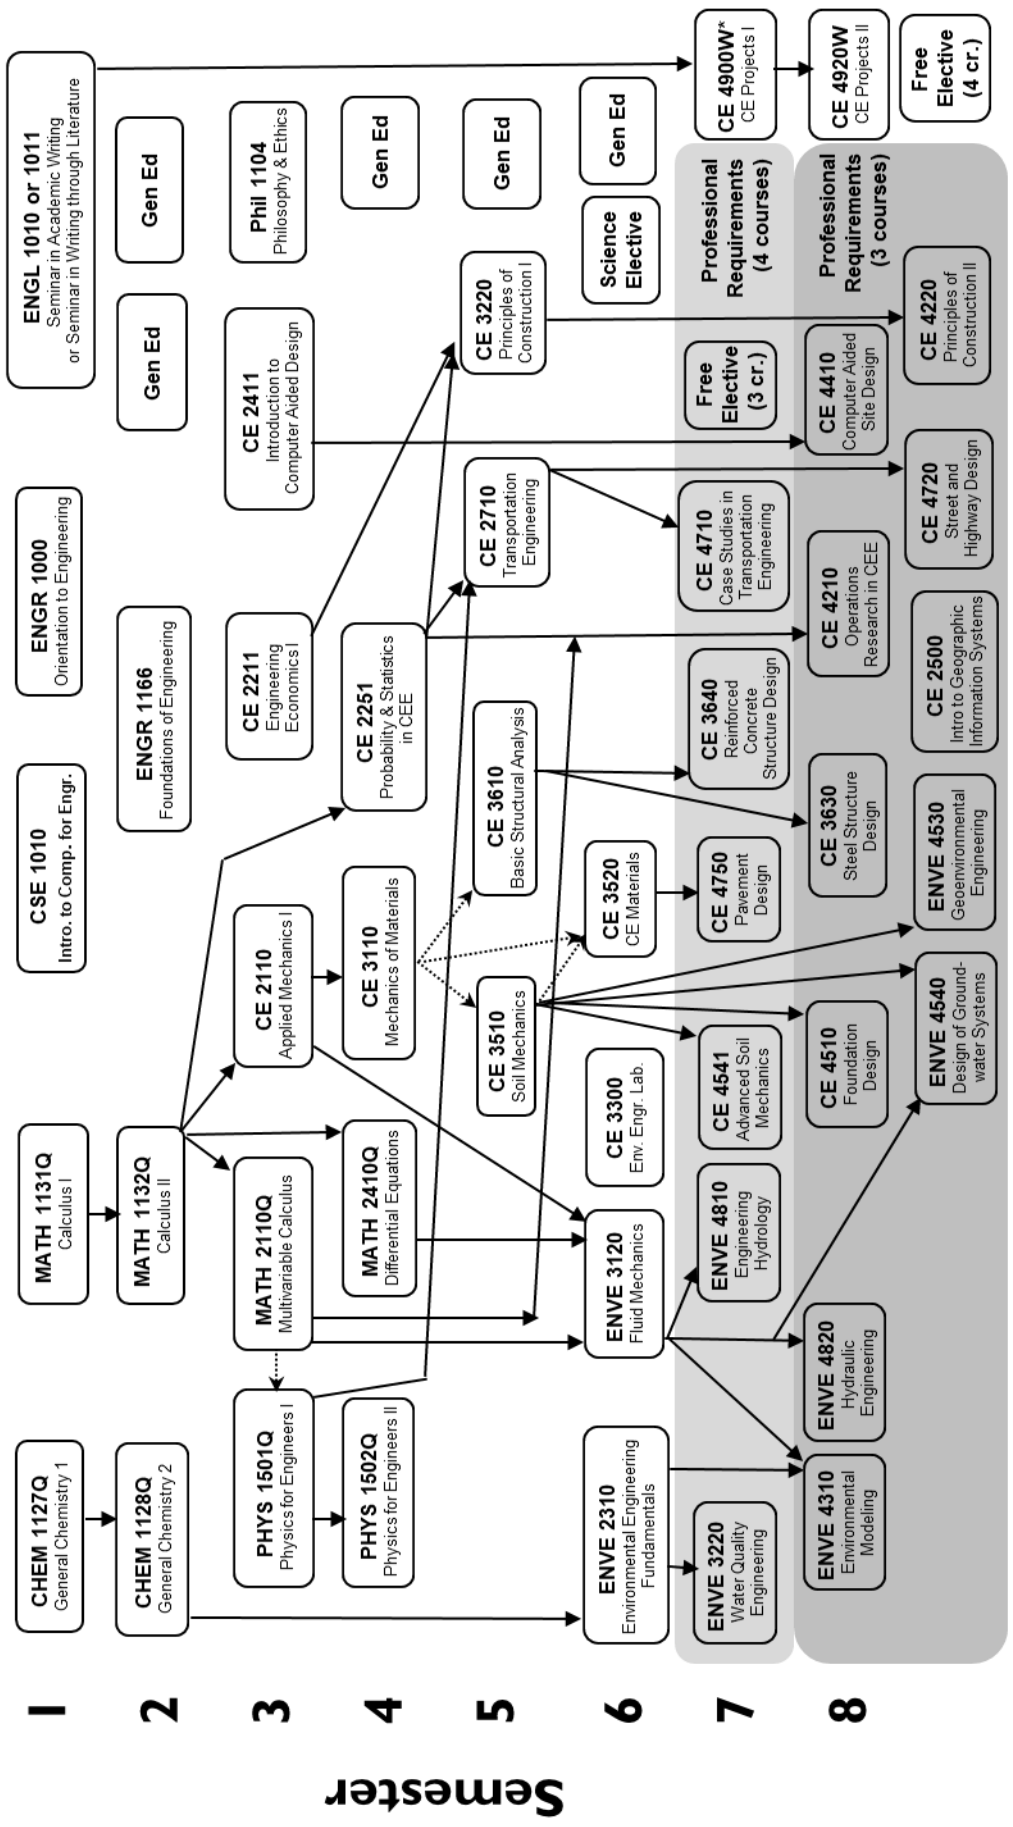 Semester
1
CHEM 1127Q
General Chemistry 1
MATH 1131Q
Calculus I
CSE 1010
Intro. to Comp. for Engr.
ENGR 1000
Orientation to Engineering
ENGL 1010 or 1011
Seminar in Academic Writing
or Seminar in Writing through Literature
2
CHEM 1128Q
General Chemistry 2
MATH 1132Q
Calculus II
ENGR 1166
Foundations of Engineering
Gen Ed
Gen Ed
3
PHYS 1501Q
Physics for Engineers I
MATH 2110Q
Multivariable Calculus
CE 2110
Applied Mechanics I
CE 2211
Engineering
Economics I
CE 2411
Introduction to
Computer Aided Design
Phil 1104
Philosophy & Ethics
4
PHYS 1502Q
Physics for Engineers II
MATH 2410Q
Differential Equations
CE 3110
Mechanics of Materials
CE 2251
Probability & Statistics
in CEE
Gen Ed
5
CE 3510
Soil Mechanics
CE 3610
Basic Structural Analysis
CE 2710
Transportation
Engineering
CE 3220
Principles of
Construction I
Gen Ed
6
ENVE 2310
Environmental Engineering
Fundamentals
ENVE 3120
Fluid Mechanics
CE 3300
Env. Engr. Lab.
CE 3520
CE Materials
Science
Elective
Gen Ed
7
ENVE 3220
Water Quality
Engineering
ENVE 4810
Engineering
Hydrology
CE 4541
Advanced Soil
Mechanics
CE 4750
Pavement
Design
CE 3640
Reinforced
Concrete
Structure Design
CE 4710
Case Studies in
Transportation
Engineering
Free
Elective
(3 cr.)
Professional
Requirements
(4 courses)
CE 4900W*
CE Projects I
8
ENVE 4310
Environmental
Modeling
ENVE 4820
Hydraulic
Engineering
CE 4510
Foundation
Design
CE 3630
Steel Structure
Design
CE 4210
Operations
Research in CEE
CE 4410
Computer Aided
Site Design
Professional
Requirements
(3 courses)
CE 4920W
CE Projects II
ENVE 4540
Design of Ground-
water Systems
ENVE 4530
Geoenvironmental
Engineering
CE 2500
Intro to Geographic
Information Systems
CE 4720
Street and
Highway Design
CE 4220
Principles of
Construction II
Free
Elective
(4 cr.)